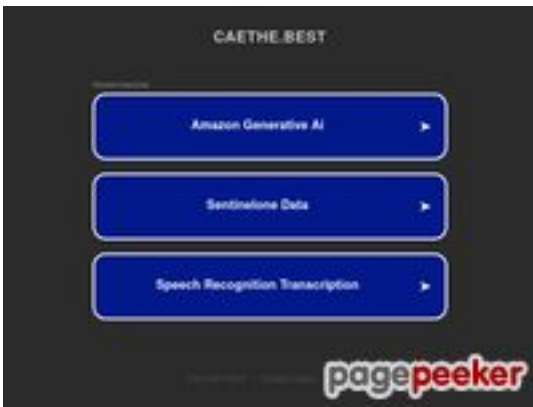 CAETHE.BEST
Amazon Generative Ai
Sentinelone Data
Speech Recognition Transcription
pagepeeker